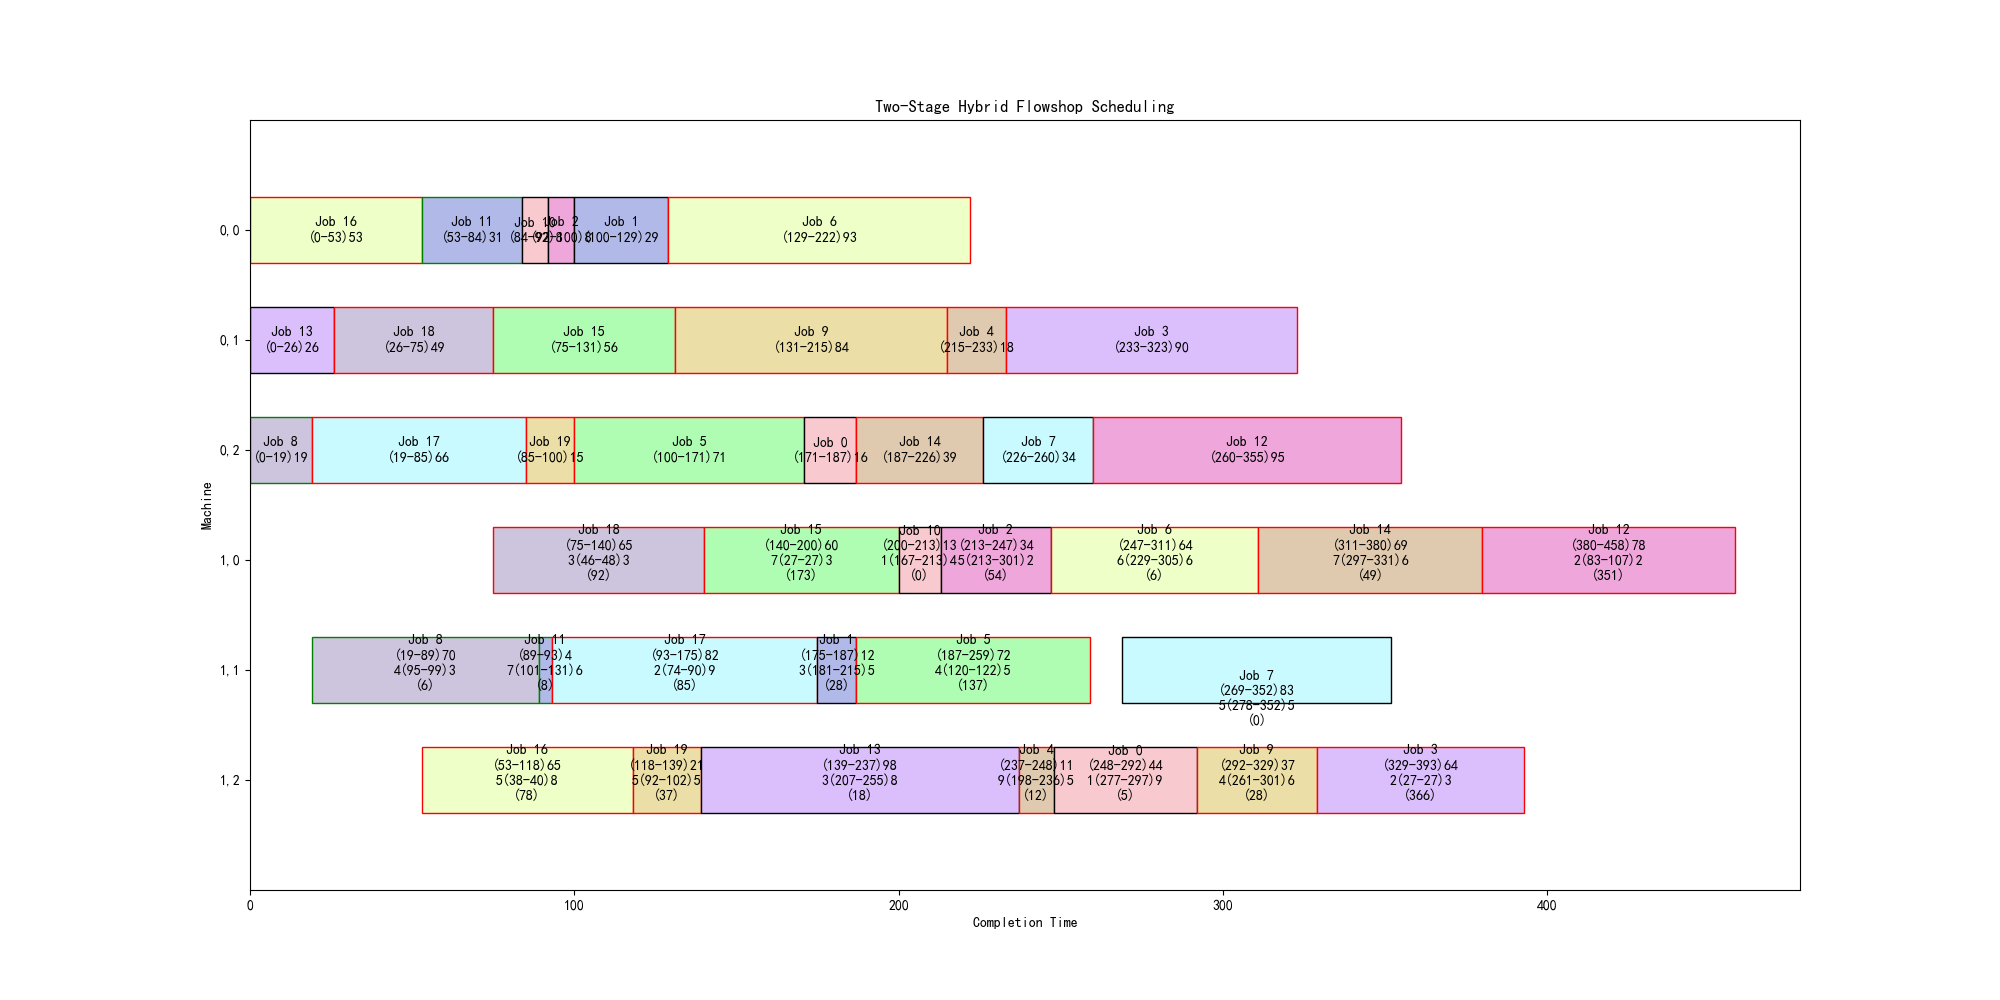 Two-Stage Hybrid Flowshop Scheduling
0,0
Job 16
(0-53)53
Job 11
(53-84)31
Job 10
(84-92)8
Job 2
(92-100)8
Job 1
(100-129)29
Job 6
(129-222)93
0,1
Job 13
(0-26)26
Job 18
(26-75)49
Job 15
(75-131)56
Job 9
(131-215)84
Job 4
(215-233)18
Job 3
(233-323)90
0,2
Job 8
(0-19)19
Job 17
(19-85)66
Job 19
(85-100)15
Job 5
(100-171)71
Job 0
(171-187)16
Job 14
(187-226)39
Job 7
(226-260)34
Job 12
(260-355)95
Machine
1,0
Job 18
(75-140)65
3(46-48)3
(92)
Job 15
(140-200)60
7(27-27)3
(173)
Job 10
(200-213)13
1(167-213)4
(0)
Job 2
(213-247)34
5(213-301)2
(54)
Job 6
(247-311)64
6(229-305)6
(6)
Job 14
(311-380)69
7(297-331)6
(49)
Job 12
(380-458)78
2(83-107)2
(351)
1,1
Job 8
(19-89)70
4(95-99)3
(6)
Job 11
(89-93)4
7(101-131)6
(8)
Job 17
(93-175)82
2(74-90)9
(85)
Job 1
(175-187)12
3(181-215)5
(28)
Job 5
(187-259)72
4(120-122)5
(137)
Job 7
(269-352)83
5(278-352)5
(0)
1,2
Job 16
(53-118)65
5(38-40)8
(78)
Job 19
(118-139)21
5(92-102)5
(37)
Job 13
(139-237)98
3(207-255)8
(18)
Job 4
(237-248)11
9(198-236)5
(12)
Job 0
(248-292)44
1(277-297)9
(5)
Job 9
(292-329)37
4(261-301)6
(28)
Job 3
(329-393)64
2(27-27)3
(366)
0
100
200
300
400
Completion Time